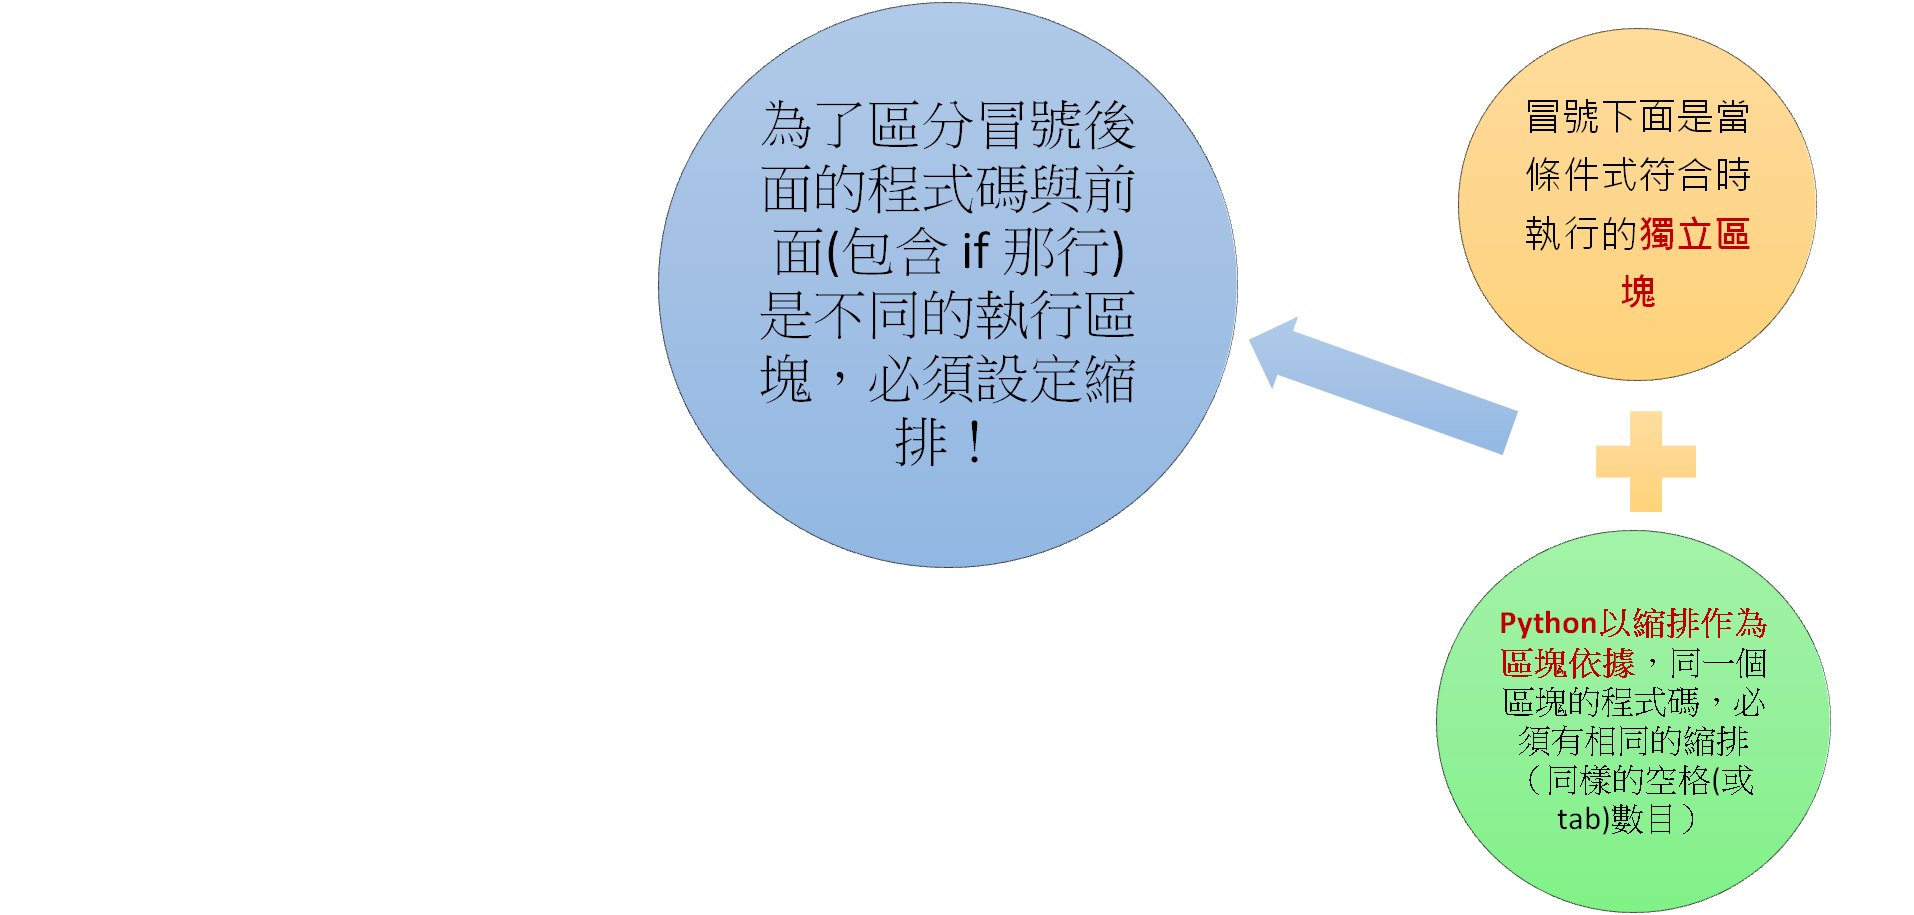 為了區分冒號後
面的程式碼與前
面(包含 if 那行)
是不同的執行區
塊，必須設定縮
排！
冒號下面是當
條件式符合時
執行的獨立區
塊
Python以縮排作為
區塊依據，同一個
區塊的程式碼，必
須有相同的縮排
（同樣的空格(或
tab)數目）